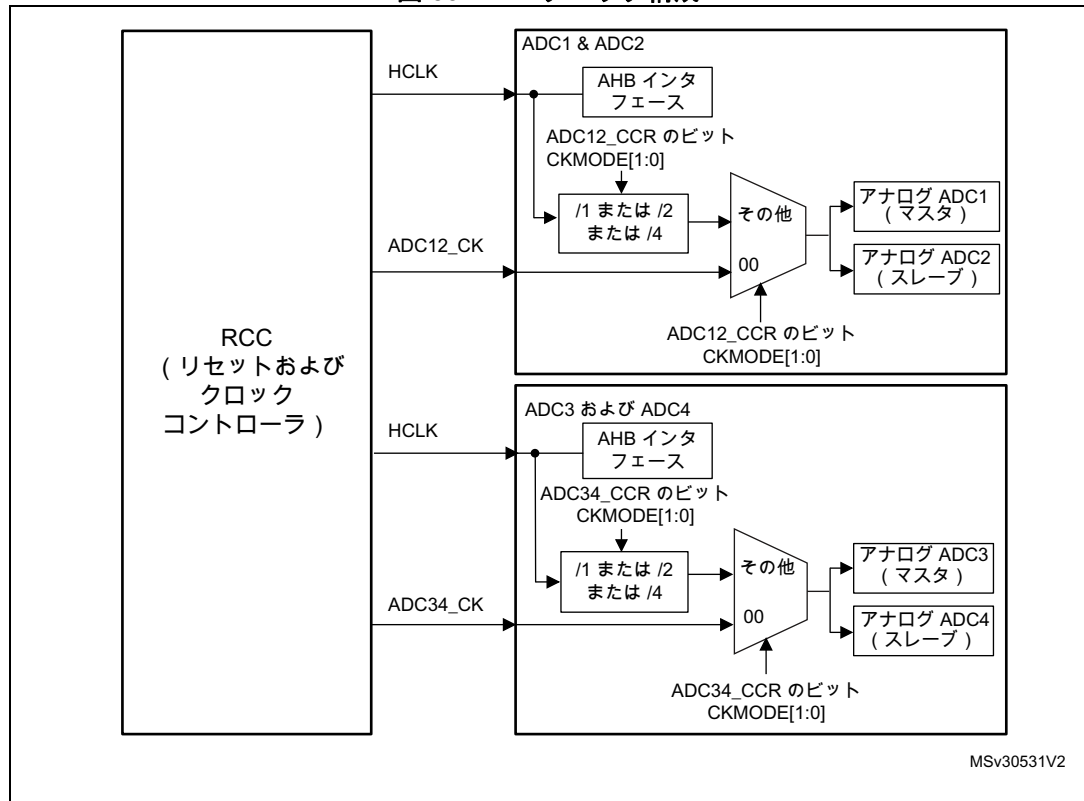 RCC
(リセットおよび
クロック
コントローラ)
HCLK
ADC12_CK
HCLK
ADC34_CK
ADC1 & ADC2
AHB インタ
フェース
ADC12_CCR のビット
CKMODE[1:0]
/1 または /2
または /4
その他
00
ADC12_CCR のビット
CKMODE[1:0]
アナログ ADC1
(マスタ)
アナログ ADC2
(スレーブ)
ADC3 および ADC4
AHB インタ
フェース
ADC34_CCR のビット
CKMODE[1:0]
/1 または /2
または /4
その他
00
ADC34_CCR のビット
CKMODE[1:0]
アナログ ADC3
(マスタ)
アナログ ADC4
(スレーブ)
MSv30531V2